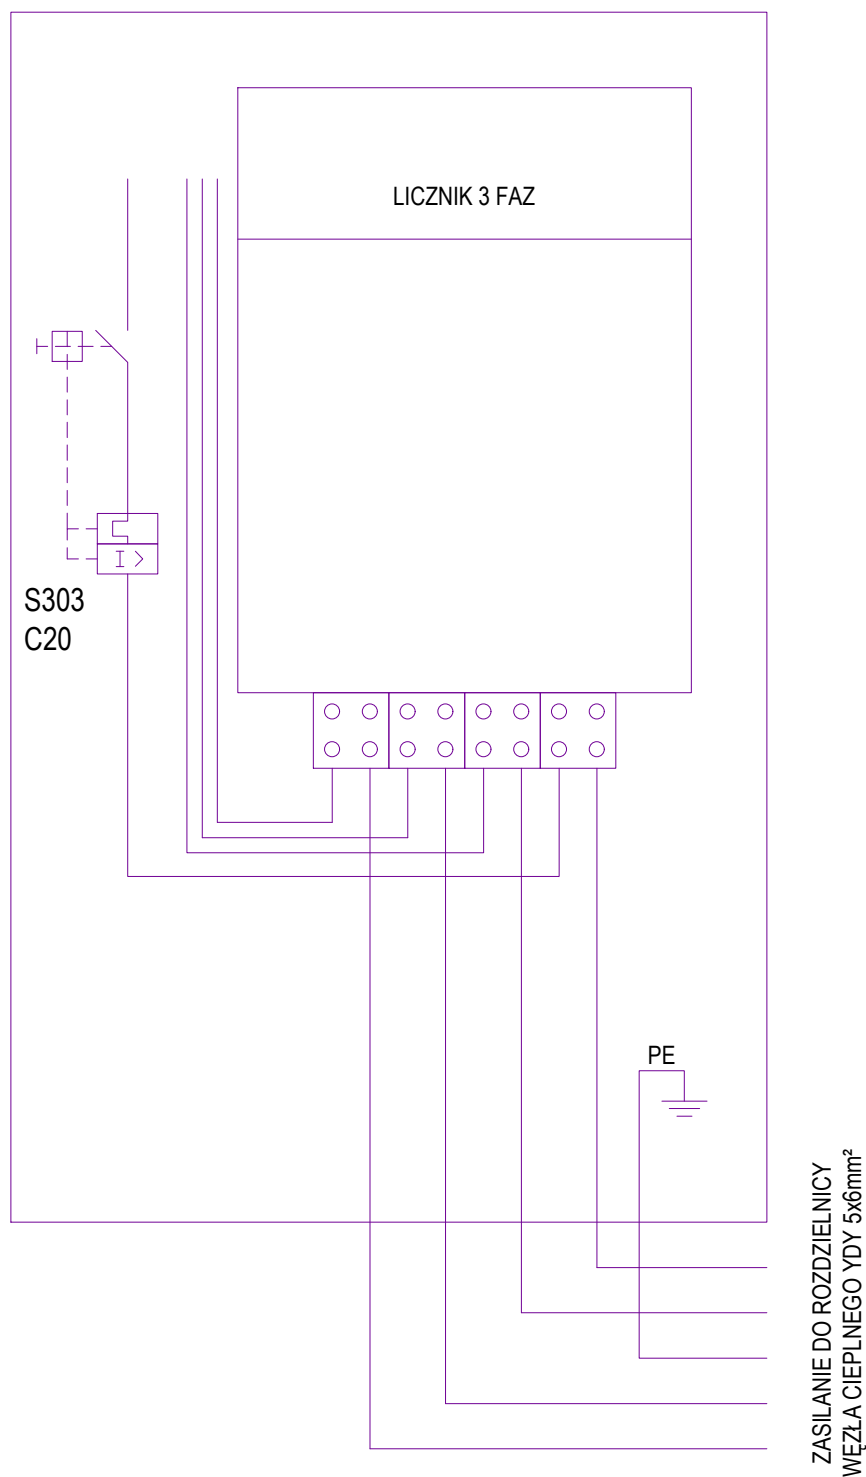 LICZNIK 3 FAZ
I >
S303
C20
PE
ZASILANIE DO ROZDZIELNICY
WĘZŁA CIEPLNEGO YDY 5x6mm²